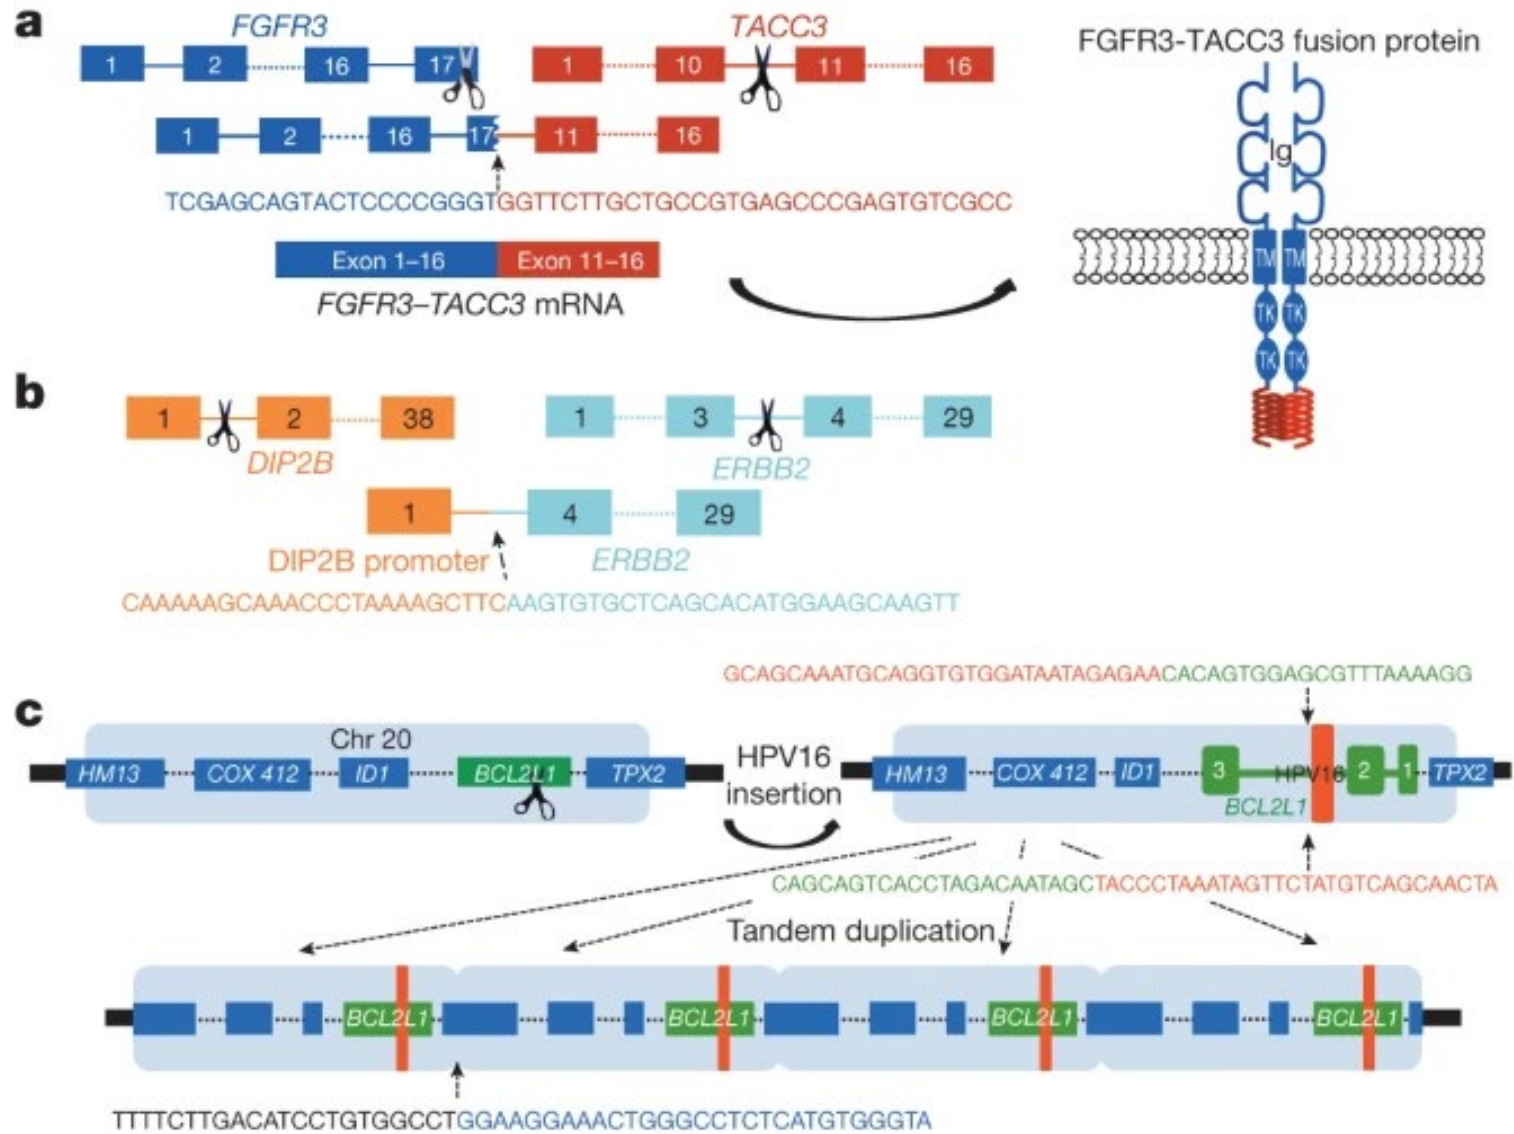 a
FGFR3
TACC3
1 2 16 17 1 10 11 16
1 2 16 17 11 16
TCGAGCAGTACTCCCCGGGTGGTTCTTGCTGCCGTGAGCCCGAGTGTCGCC
Exon 1–16 Exon 11–16
FGFR3–TACC3 mRNA
FGFR3-TACC3 fusion protein
Ig
TM TM
TK TK
TK TK
b
1 2 38 1 3 4 29
DIP2B ERBB2
1 4 29
DIP2B promoter ERBB2
CAAAAAGCAAACCCTAAAAGCTTCAAGTGTGCTCAGCACATGGAAGCAAGTT
GCAGCAAATGCAGGTGTGGATAATAGAGAACACAGTGGAGCGTTTAAAAGG
c
Chr 20
HM13 COX 412 ID1 BCL2L1 TPX2
HPV16
insertion
HM13 COX 412 ID1 3 HPV16 2 1 TPX2
BCL2L1
CAGCAGTCACCTAGACAATAGCTACCCTAAATAGTTCTATGTCAGCAACTA
Tandem duplication
BCL2L1 BCL2L1 BCL2L1 BCL2L1
TTTTCTTGACATCCTGTGGCCTGGAAGGAAACTGGGCCTCTCATGTGGGTA